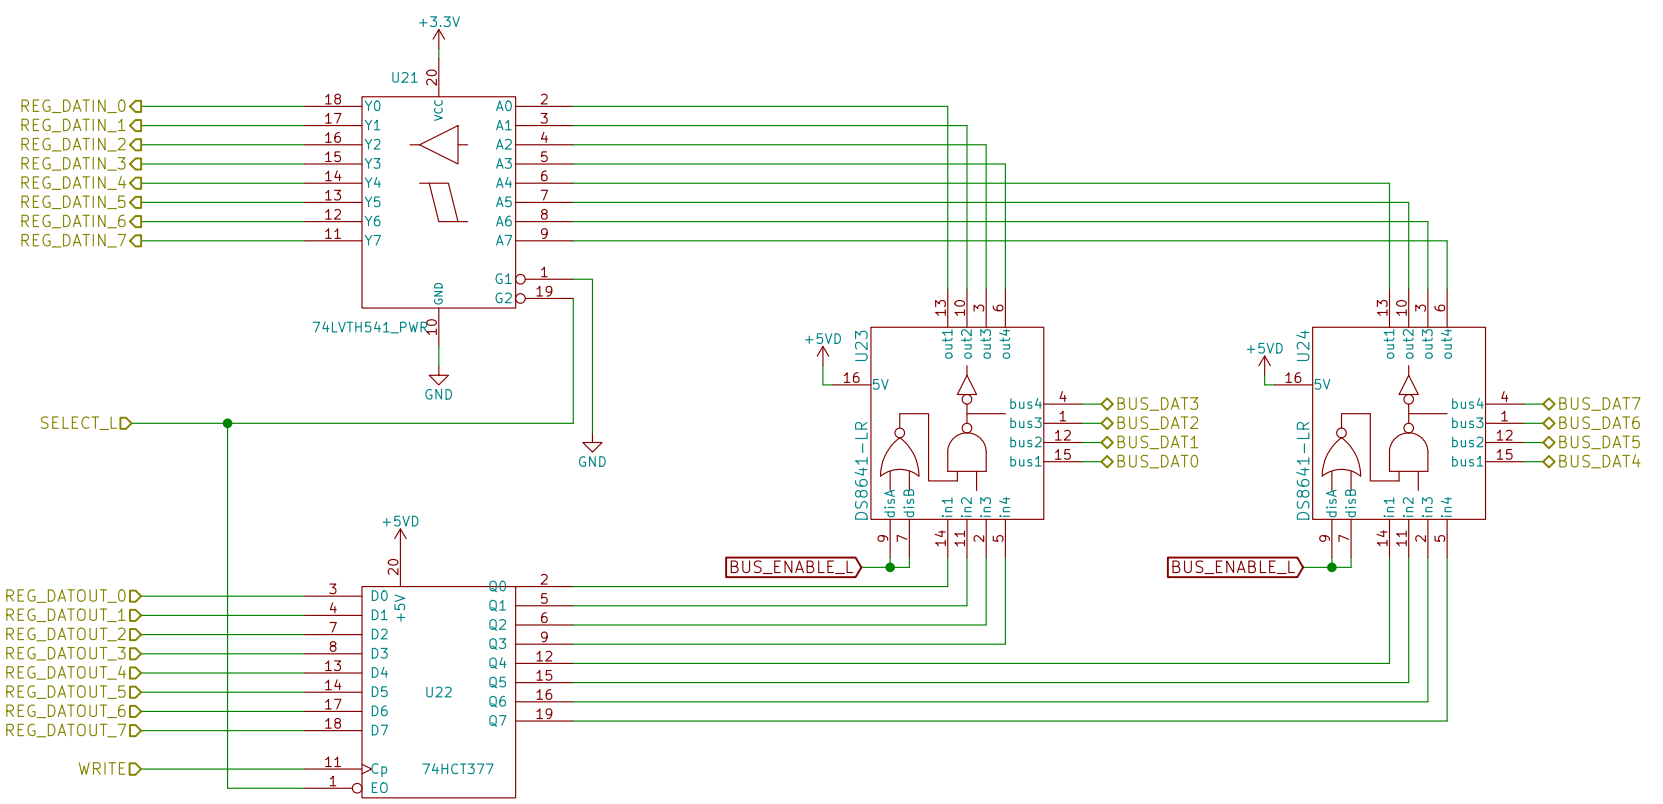 +3.3V
U21
20
VCC
REG_DATIN_0 18 Y0 A0 2
REG_DATIN_1 17 Y1 A1 3
REG_DATIN_2 16 Y2 A2 4
REG_DATIN_3 15 Y3 A3 5
REG_DATIN_4 14 Y4 A4 6
REG_DATIN_5 13 Y5 A5 7
REG_DATIN_6 12 Y6 A6 8
REG_DATIN_7 11 Y7 A7 9
G1 1
G2 19
GND
74LVTH541_PWR
10
GND
SELECT_L
GND
13 10 3 6
out1 out2 out3 out4
U23
+5VD
16 5V
DS8641-LR
bus4 4 BUS_DAT3
bus3 1 BUS_DAT2
bus2 12 BUS_DAT1
bus1 15 BUS_DAT0
disA disB in1 in2 in3 in4
9 7 14 11 2 5
BUS_ENABLE_L
13 10 3 6
out1 out2 out3 out4
U24
+5VD
16 5V
DS8641-LR
bus4 4 BUS_DAT7
bus3 1 BUS_DAT6
bus2 12 BUS_DAT5
bus1 15 BUS_DAT4
disA disB in1 in2 in3 in4
9 7 14 11 2 5
BUS_ENABLE_L
+5VD
20
+5V
REG_DATOUT_0 3 D0 Q0 2
REG_DATOUT_1 4 D1 Q1 5
REG_DATOUT_2 7 D2 Q2 6
REG_DATOUT_3 8 D3 Q3 9
REG_DATOUT_4 13 D4 Q4 12
REG_DATOUT_5 14 D5 Q5 15
U22
REG_DATOUT_6 17 D6 Q6 16
REG_DATOUT_7 18 D7 Q7 19
WRITE 11 Cp 74HCT377
1 EO